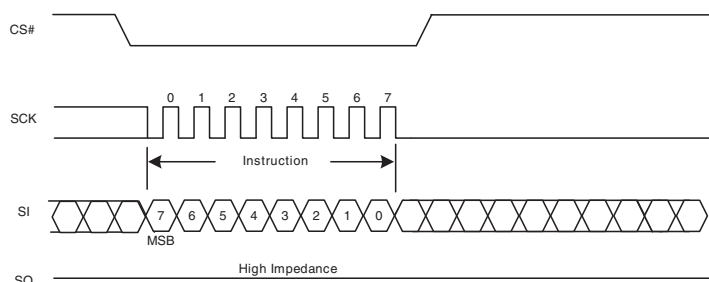 CS#
0 1 2 3 4 5 6 7
SCK
Instruction
SI 7 6 5 4 3 2 1 0
MSB
High Impedance
SO